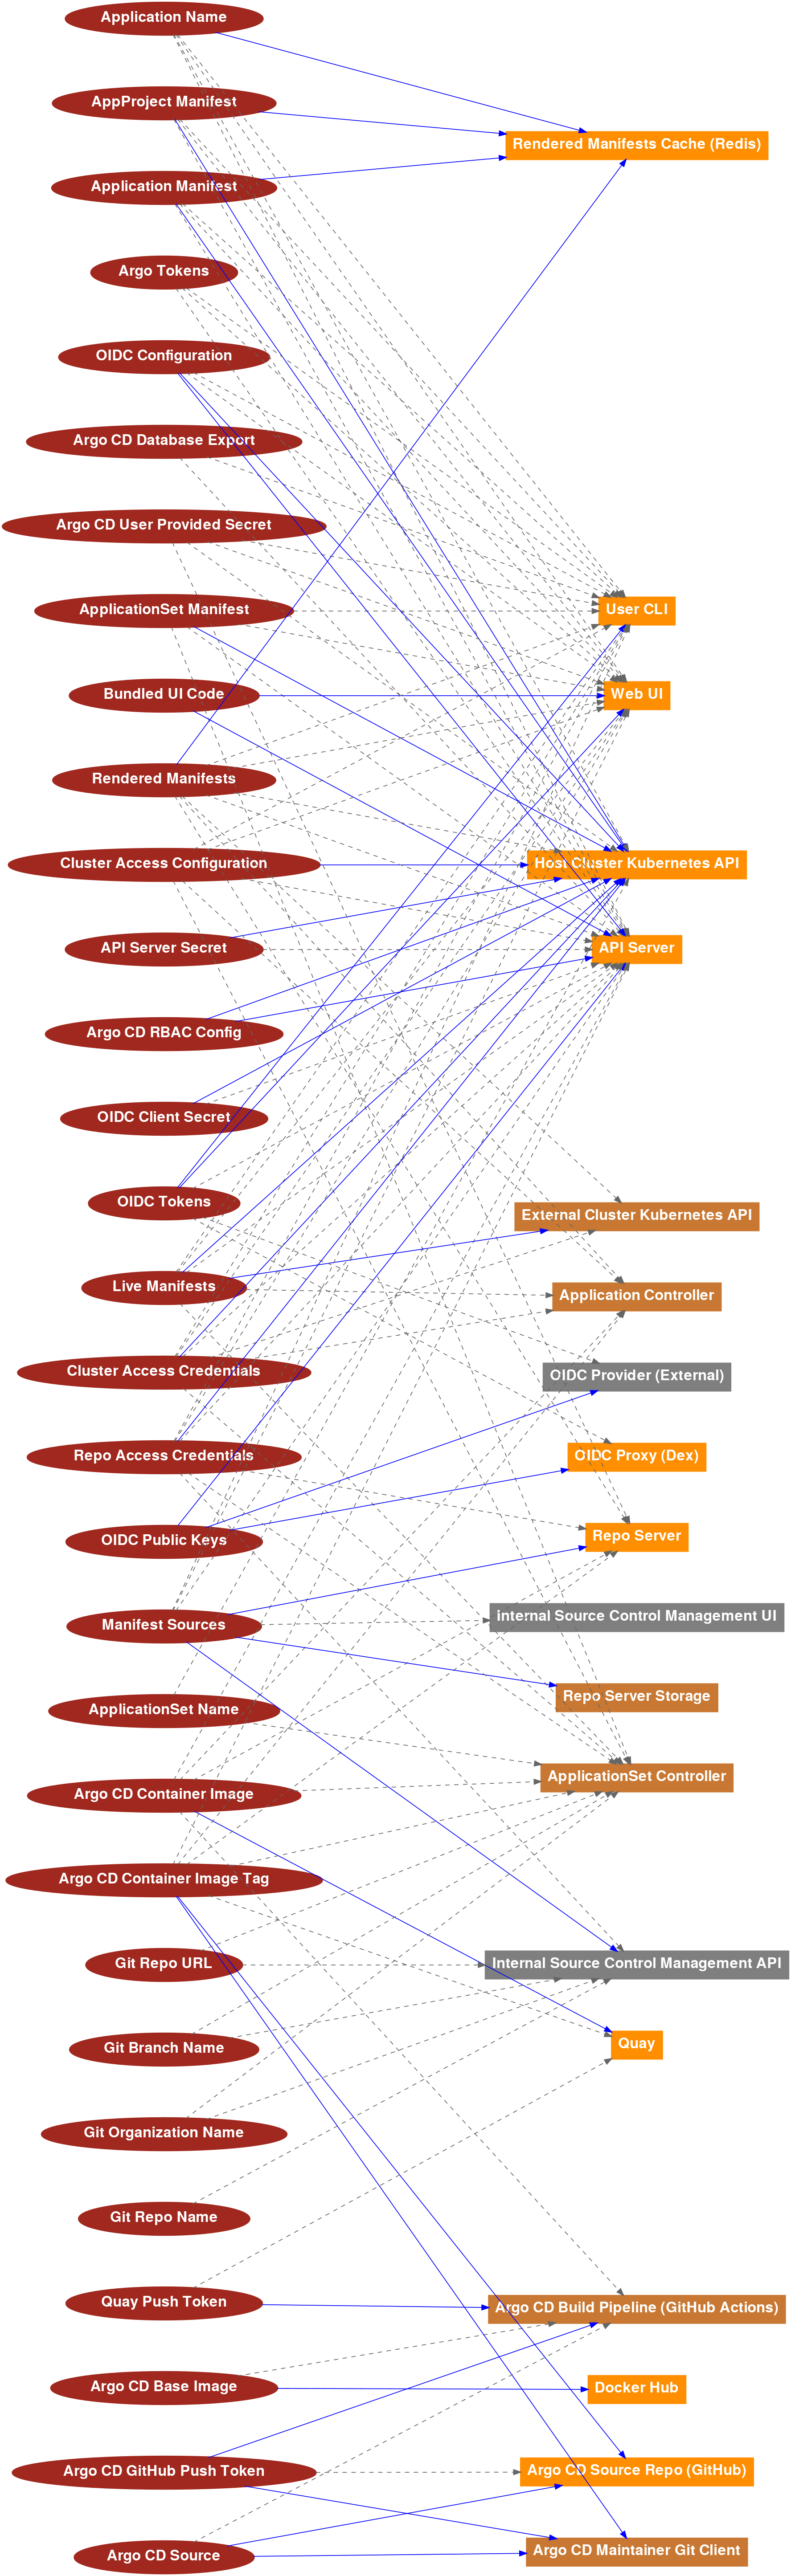 Application Name
AppProject Manifest
Rendered Manifests Cache (Redis)
Application Manifest
Argo Tokens
OIDC Configuration
Argo CD Database Export
Argo CD User Provided Secret
ApplicationSet Manifest
User CLI
Bundled UI Code
Web UI
Rendered Manifests
Cluster Access Configuration
Host Cluster Kubernetes API
API Server Secret
API Server
Argo CD RBAC Config
OIDC Client Secret
OIDC Tokens
External Cluster Kubernetes API
Live Manifests
Application Controller
Cluster Access Credentials
OIDC Provider (External)
Repo Access Credentials
OIDC Proxy (Dex)
OIDC Public Keys
Repo Server
Manifest Sources
internal Source Control Management UI
ApplicationSet Name
Repo Server Storage
Argo CD Container Image
ApplicationSet Controller
Argo CD Container Image Tag
Git Repo URL
Internal Source Control Management API
Git Branch Name
Quay
Git Organization Name
Git Repo Name
Quay Push Token
Argo CD Build Pipeline (GitHub Actions)
Argo CD Base Image
Docker Hub
Argo CD GitHub Push Token
Argo CD Source Repo (GitHub)
Argo CD Source
Argo CD Maintainer Git Client